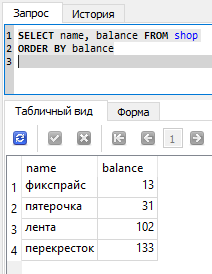 Запрос История
1 SELECT name, balance FROM shop
2 ORDER BY balance
3
Табличный вид Форма
1
name balance
1 фикспрайс 13
2 пятерочка 31
3 лента 102
4 перекресток 133